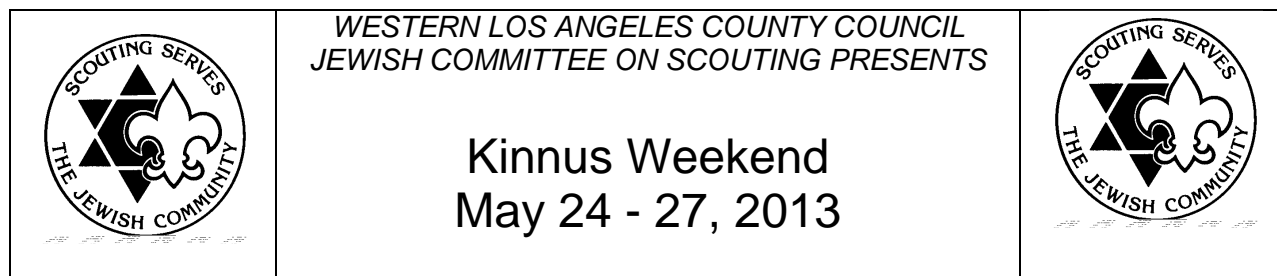 SCOUTING SERVES
THE JEWISH COMMUNITY
WESTERN LOS ANGELES COUNTY COUNCIL
JEWISH COMMITTEE ON SCOUTING PRESENTS
Kinnus Weekend
May 24 - 27, 2013
SCOUTING SERVES
THE JEWISH COMMUNITY